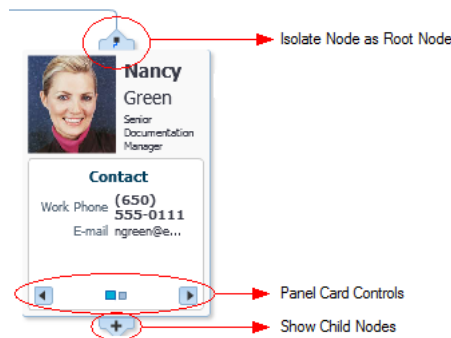 Isolate Node as Root Node
Nancy
Green
Senior
Documentation
Manager
Contact
Work Phone (650)
555-0111
E-mail ngreen@e...
Panel Card Controls
Show Child Nodes